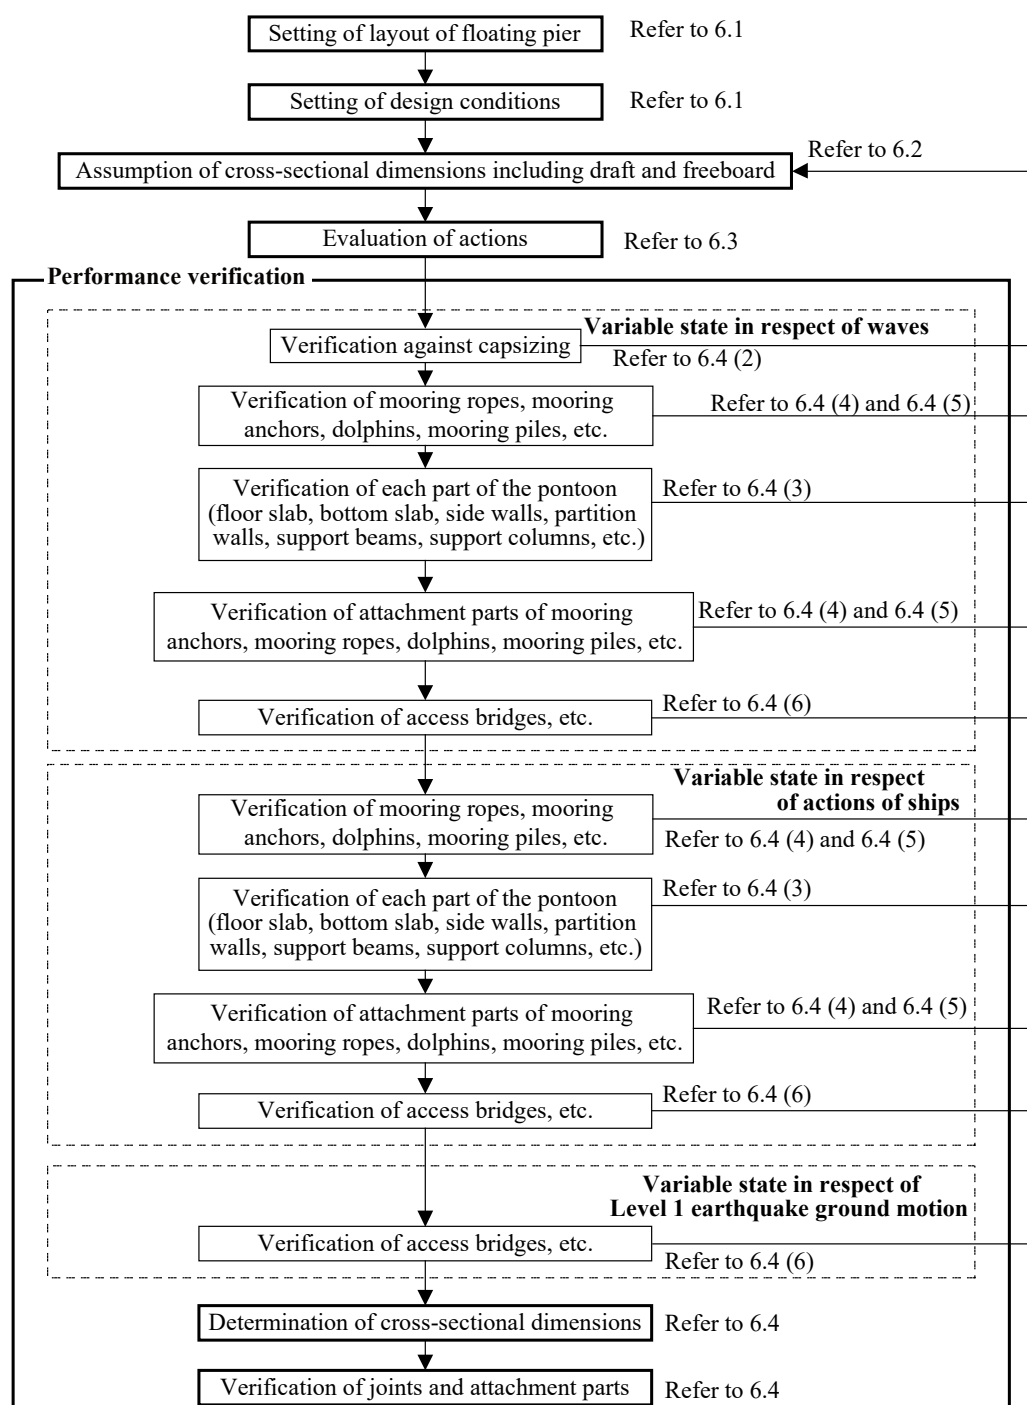 Setting of layout of floating pier
Refer to 6.1
Setting of design conditions
Refer to 6.1
Refer to 6.2
Assumption of cross-sectional dimensions including draft and freeboard
Evaluation of actions
Refer to 6.3
Performance verification
Variable state in respect of waves
Verification against capsizing
Refer to 6.4 (2)
Verification of mooring ropes, mooring
anchors, dolphins, mooring piles, etc.
Refer to 6.4 (4) and 6.4 (5)
Verification of each part of the pontoon
(floor slab, bottom slab, side walls, partition
walls, support beams, support columns, etc.)
Refer to 6.4 (3)
Verification of attachment parts of mooring
anchors, mooring ropes, dolphins, mooring piles, etc.
Refer to 6.4 (4) and 6.4 (5)
Verification of access bridges, etc.
Refer to 6.4 (6)
Variable state in respect
of actions of ships
Verification of mooring ropes, mooring
anchors, dolphins, mooring piles, etc.
Refer to 6.4 (4) and 6.4 (5)
Verification of each part of the pontoon
(floor slab, bottom slab, side walls, partition
walls, support beams, support columns, etc.)
Refer to 6.4 (3)
Verification of attachment parts of mooring
anchors, mooring ropes, dolphins, mooring piles, etc.
Refer to 6.4 (4) and 6.4 (5)
Verification of access bridges, etc.
Refer to 6.4 (6)
Variable state in respect of
Level 1 earthquake ground motion
Verification of access bridges, etc.
Refer to 6.4 (6)
Determination of cross-sectional dimensions
Refer to 6.4
Verification of joints and attachment parts
Refer to 6.4